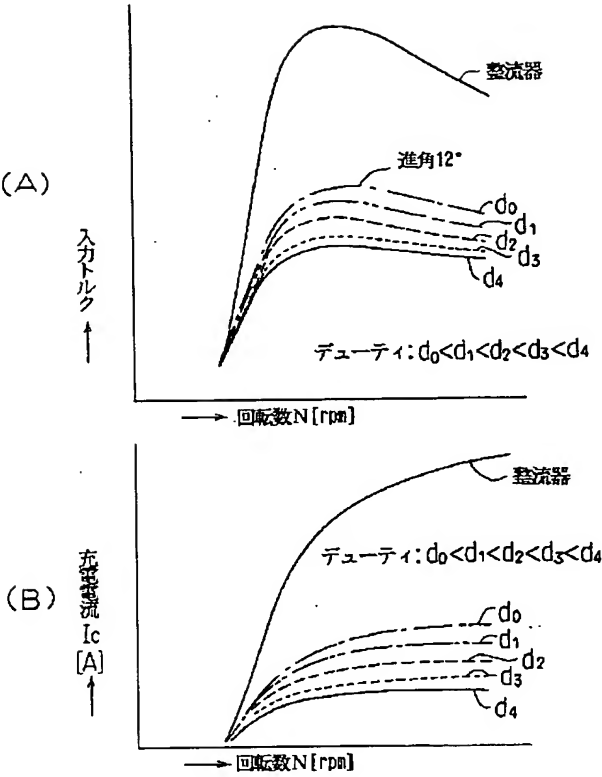 (A)
整流器
進角12°
d0
d1
d2
d3
d4
入力トルク
デューティ:d0<d1<d2<d3<d4
回転数N[rpm]
(B)
整流器
デューティ:d0<d1<d2<d3<d4
d0
d1
d2
d3
d4
充電電流
Ic
[A]
回転数N[rpm]